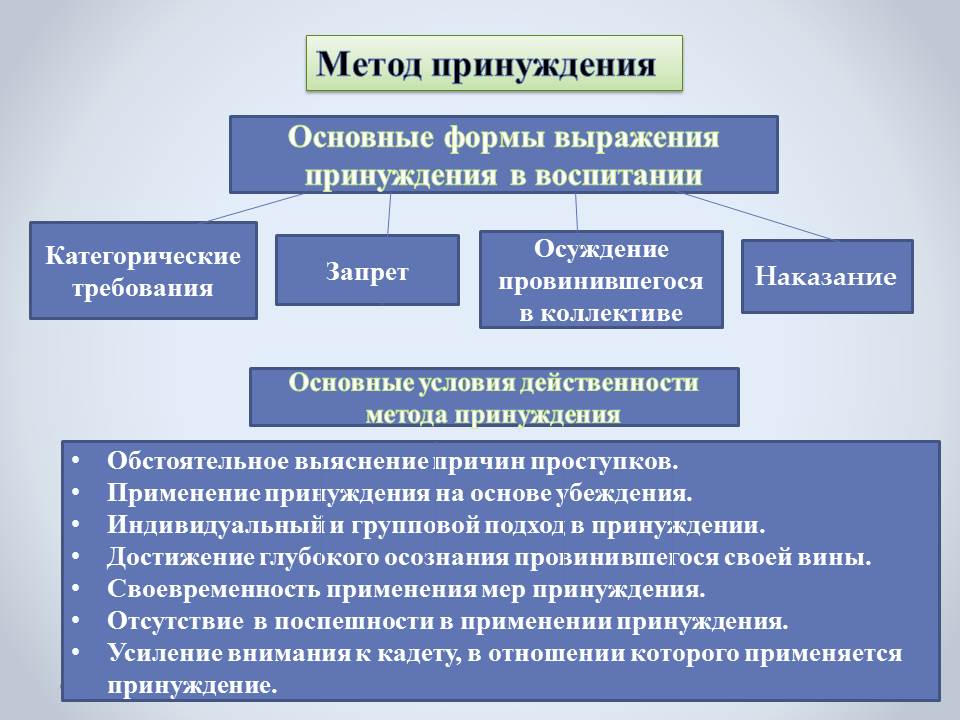 Метод принуждения
Основные формы выражения
принуждения в воспитании
Категорические
требования
Запрет
Осуждение
провинившегося
в коллективе
Наказание
Основные условия действенности
метода принуждения
• Обстоятельное выяснение причин проступков.
• Применение принуждения на основе убеждения.
• Индивидуальный и групповой подход в принуждении.
• Достижение глубокого осознания провинившегося своей вины.
• Своевременность применения мер принуждения.
• Отсутствие в поспешности в применении принуждения.
• Усиление внимания к кадету, в отношении которого применяется
принуждение.